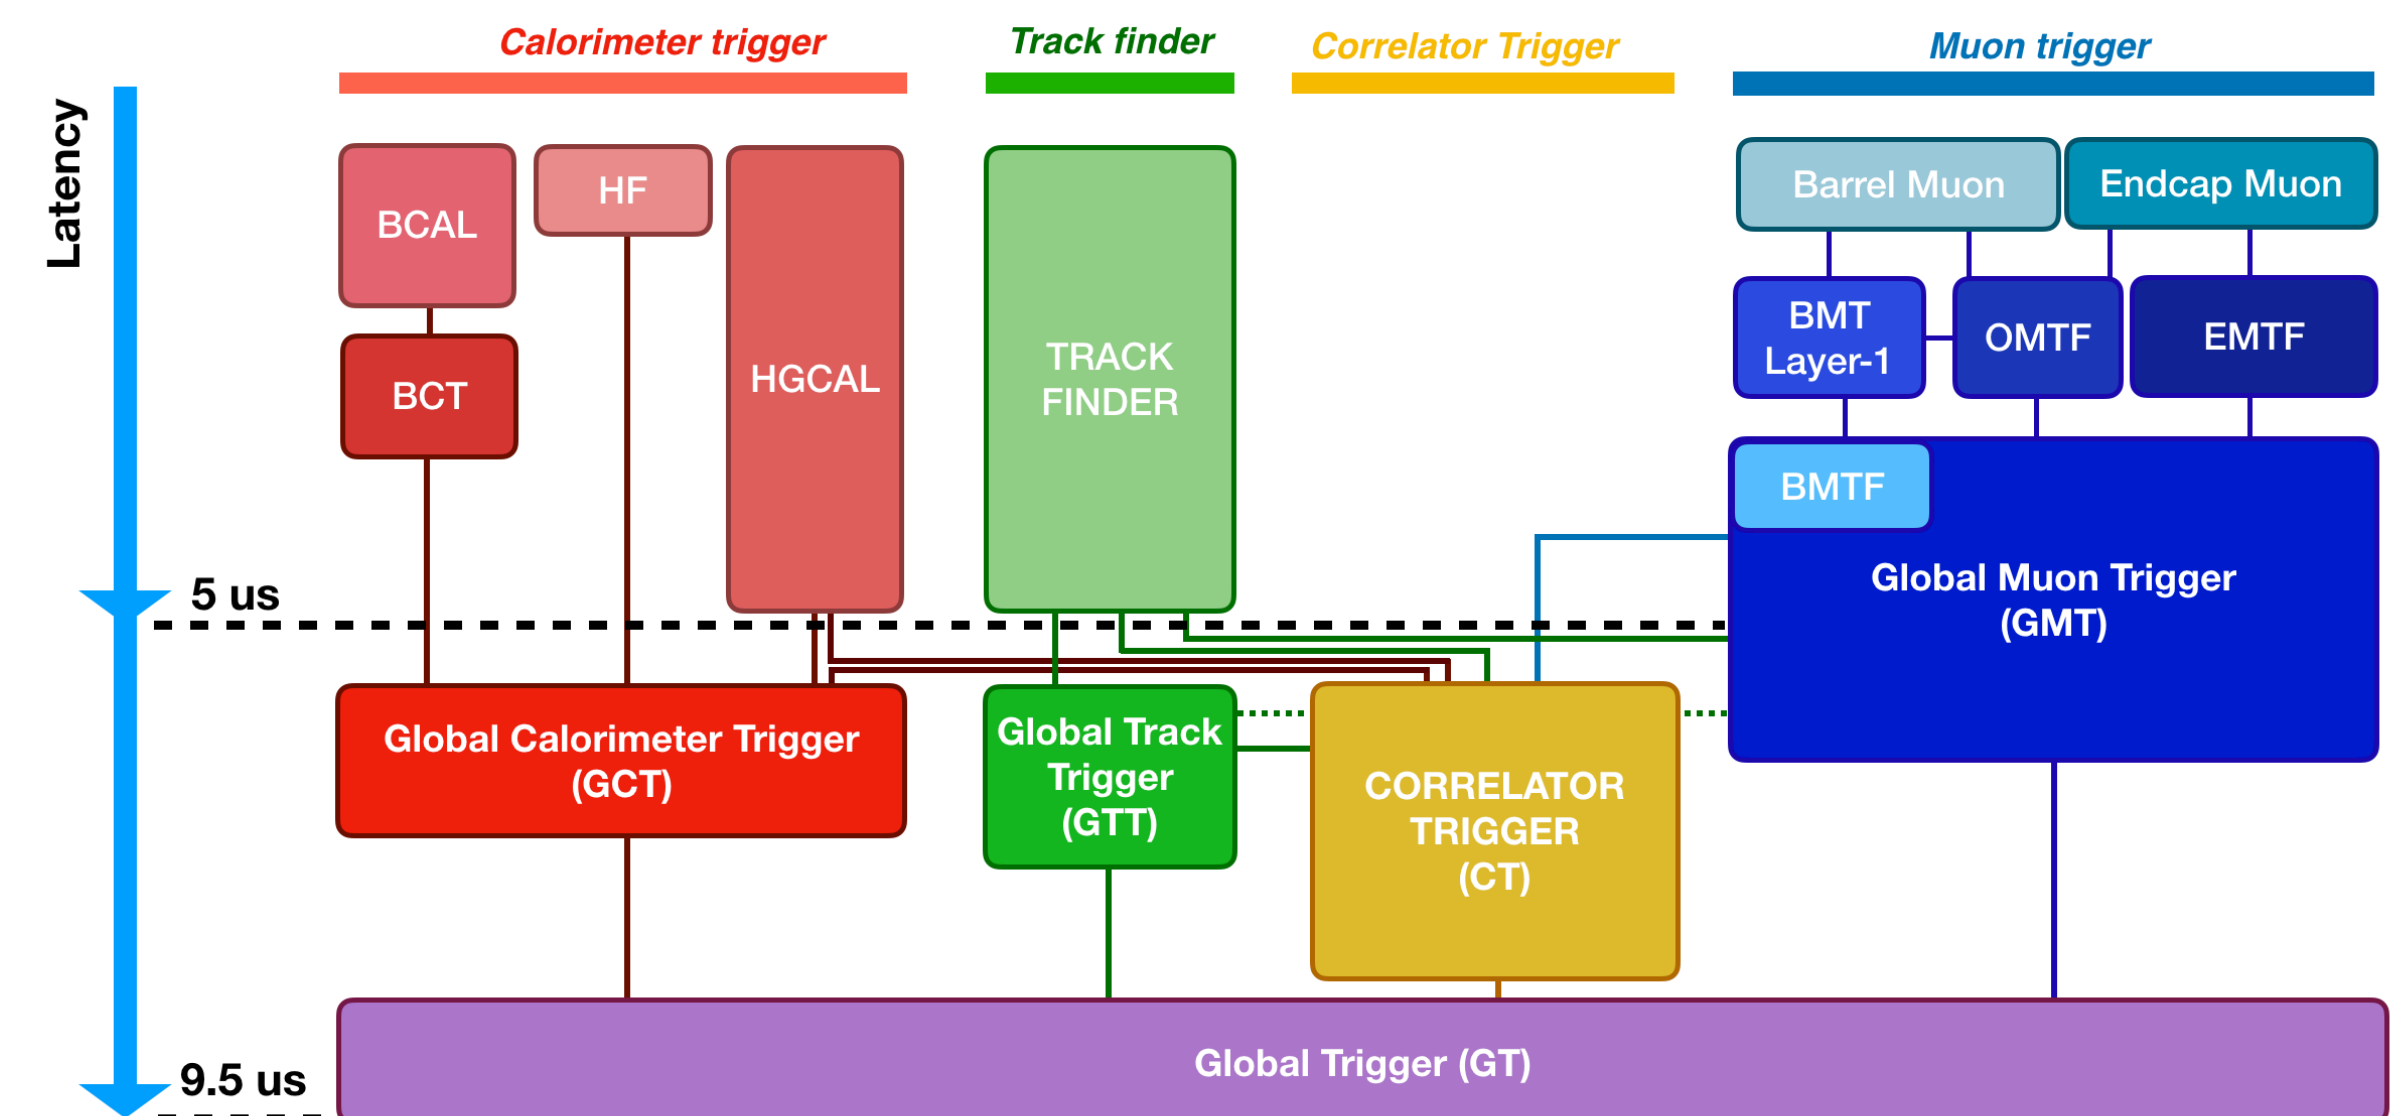 Calorimeter trigger
Track finder
Correlator Trigger
Muon trigger
Latency
BCAL
HF
HGCAL
TRACK
FINDER
Barrel Muon
Endcap Muon
BCT
BMT
Layer-1
OMTF
EMTF
BMTF
5 us
Global Muon Trigger
(GMT)
Global Calorimeter Trigger
(GCT)
Global Track
Trigger
(GTT)
CORRELATOR
TRIGGER
(CT)
Global Trigger (GT)
9.5 us